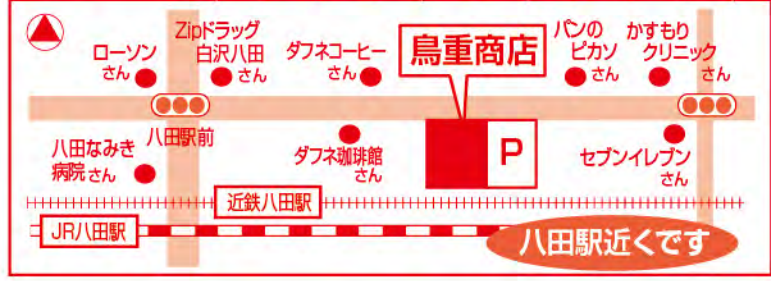 ローソン
さん
Zipドラッグ
白沢八田
さん
ダフネコーヒー
さん
鳥重商店
パンの
ピカソ
さん
かすもり
クリニック
さん
八田駅前
八田なみき
病院さん
ダフネ珈琲館
さん
P
セブンイレブン
さん
近鉄八田駅
JR八田駅
八田駅近くです